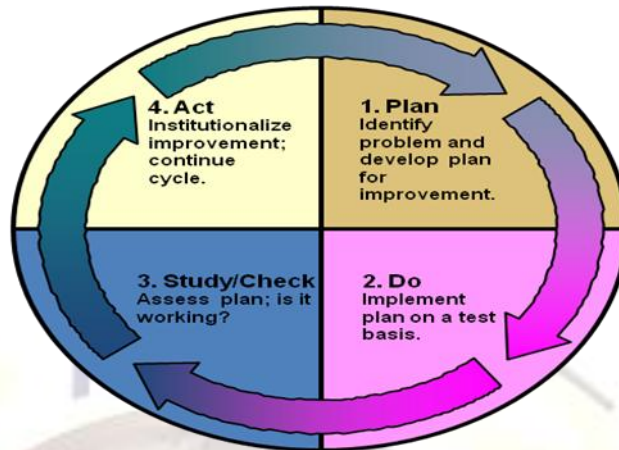 4. Act
Institutionalize
improvement;
continue
cycle.
1. Plan
Identify
problem and
develop plan
for
improvement.
3. Study/Check
Assess plan; is it
working?
2. Do
Implement
plan on a test
basis.